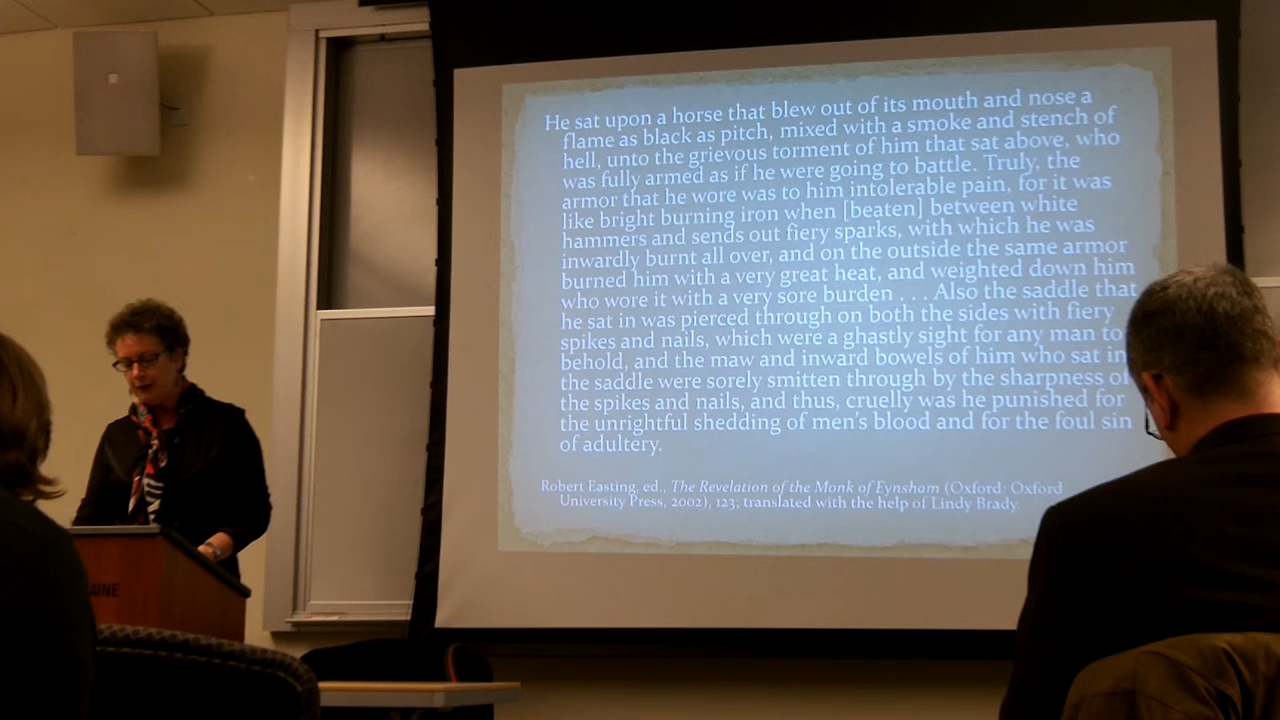 He sat upon a horse that blew out of its mouth and nose a
flame as black as pitch, mixed with a smoke and stench of
hell, unto the grievous torment of him that sat above, who
was fully armed as if he were going to battle. Truly, the
armor that he wore was to him intolerable pain, for it was
like bright burning iron when [beaten] between white
hammers and sends out fiery sparks, with which he was
inwardly burnt all over, and on the outside the same armor
burned him with a very great heat, and weighted down him
who wore it with a very sore burden . . . Also the saddle that
he sat in was pierced through on both the sides with fiery
spikes and nails, which were a ghastly sight for any man to
behold, and the maw and inward bowels of him who sat in
the saddle were sorely smitten through by the sharpness of
the spikes and nails, and thus, cruelly was he punished for
the unrightful shedding of men's blood and for the foul sin
of adultery.
Robert Easting, ed., The Revelation of the Monk of Eynsham (Oxford: Oxford
University Press, 2002), 123; translated with the help of Lindy Brady.
AINE